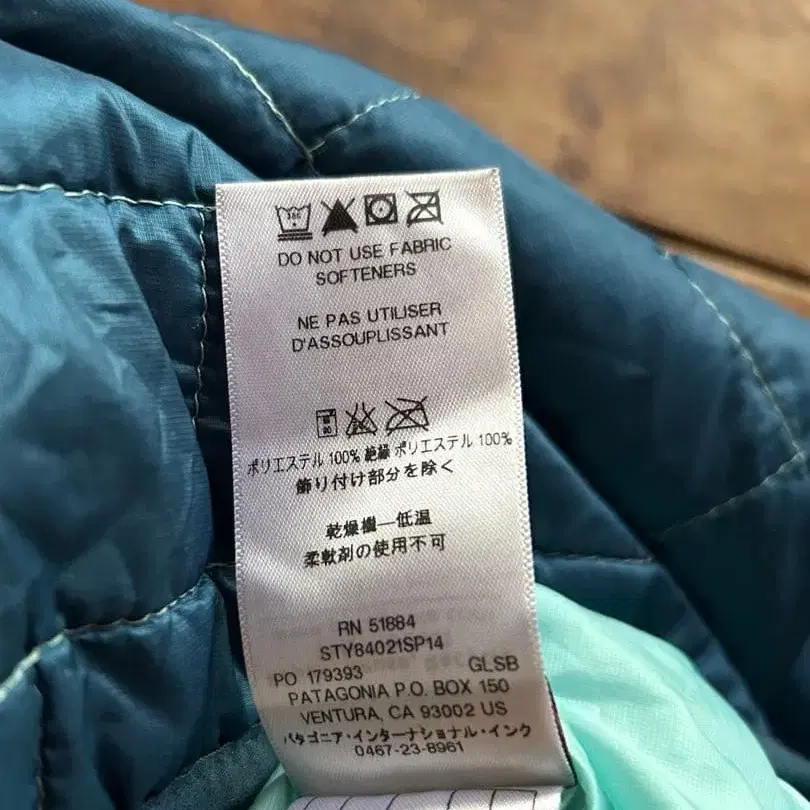 DO NOT USE FABRIC
SOFTENERS
NE PAS UTILISER
D'ASSOUPLISSANT
ポリエステル 100% 絶縁 ポリエステル 100%
飾り付け部分を除く
乾燥機—低温
柔軟剤の使用不可
RN 51884
STY84021SP14
PO 179393 GLSB
PATAGONIA P.O. BOX 150
VENTURA, CA 93002 US
パタゴニア・インターナショナル・インク
0467-23-8961